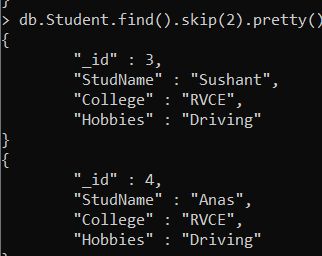 }
> db.Student.find().skip(2).pretty()
{
        "_id" : 3,
        "StudName" : "Sushant",
        "College" : "RVCE",
        "Hobbies" : "Driving"
}
{
        "_id" : 4,
        "StudName" : "Anas",
        "College" : "RVCE",
        "Hobbies" : "Driving"
}